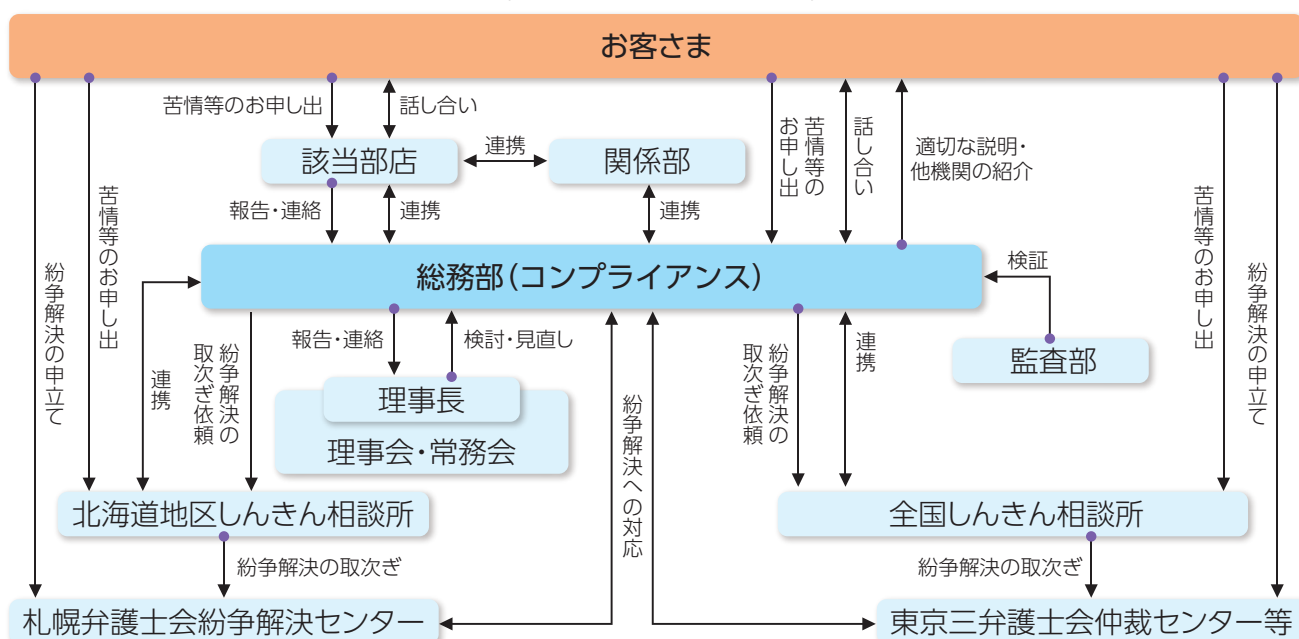 お客さま
苦情等のお申し出
話し合い
苦情等の
お申し出
話し合い
適切な説明・
他機関の紹介
該当部店
連携
関係部
報告・連絡
連携
連携
紛争解決の申立て
苦情等のお申し出
苦情等のお申し出
紛争解決の申立て
総務部(コンプライアンス)
検証
監査部
連携
紛争解決の
取次ぎ依頼
報告・連絡
検討・見直し
理事長
理事会・常務会
紛争解決への対応
紛争解決の
取次ぎ依頼
連携
北海道地区しんきん相談所
全国しんきん相談所
紛争解決の取次ぎ
紛争解決の取次ぎ
札幌弁護士会紛争解決センター
東京三弁護士会仲裁センター等